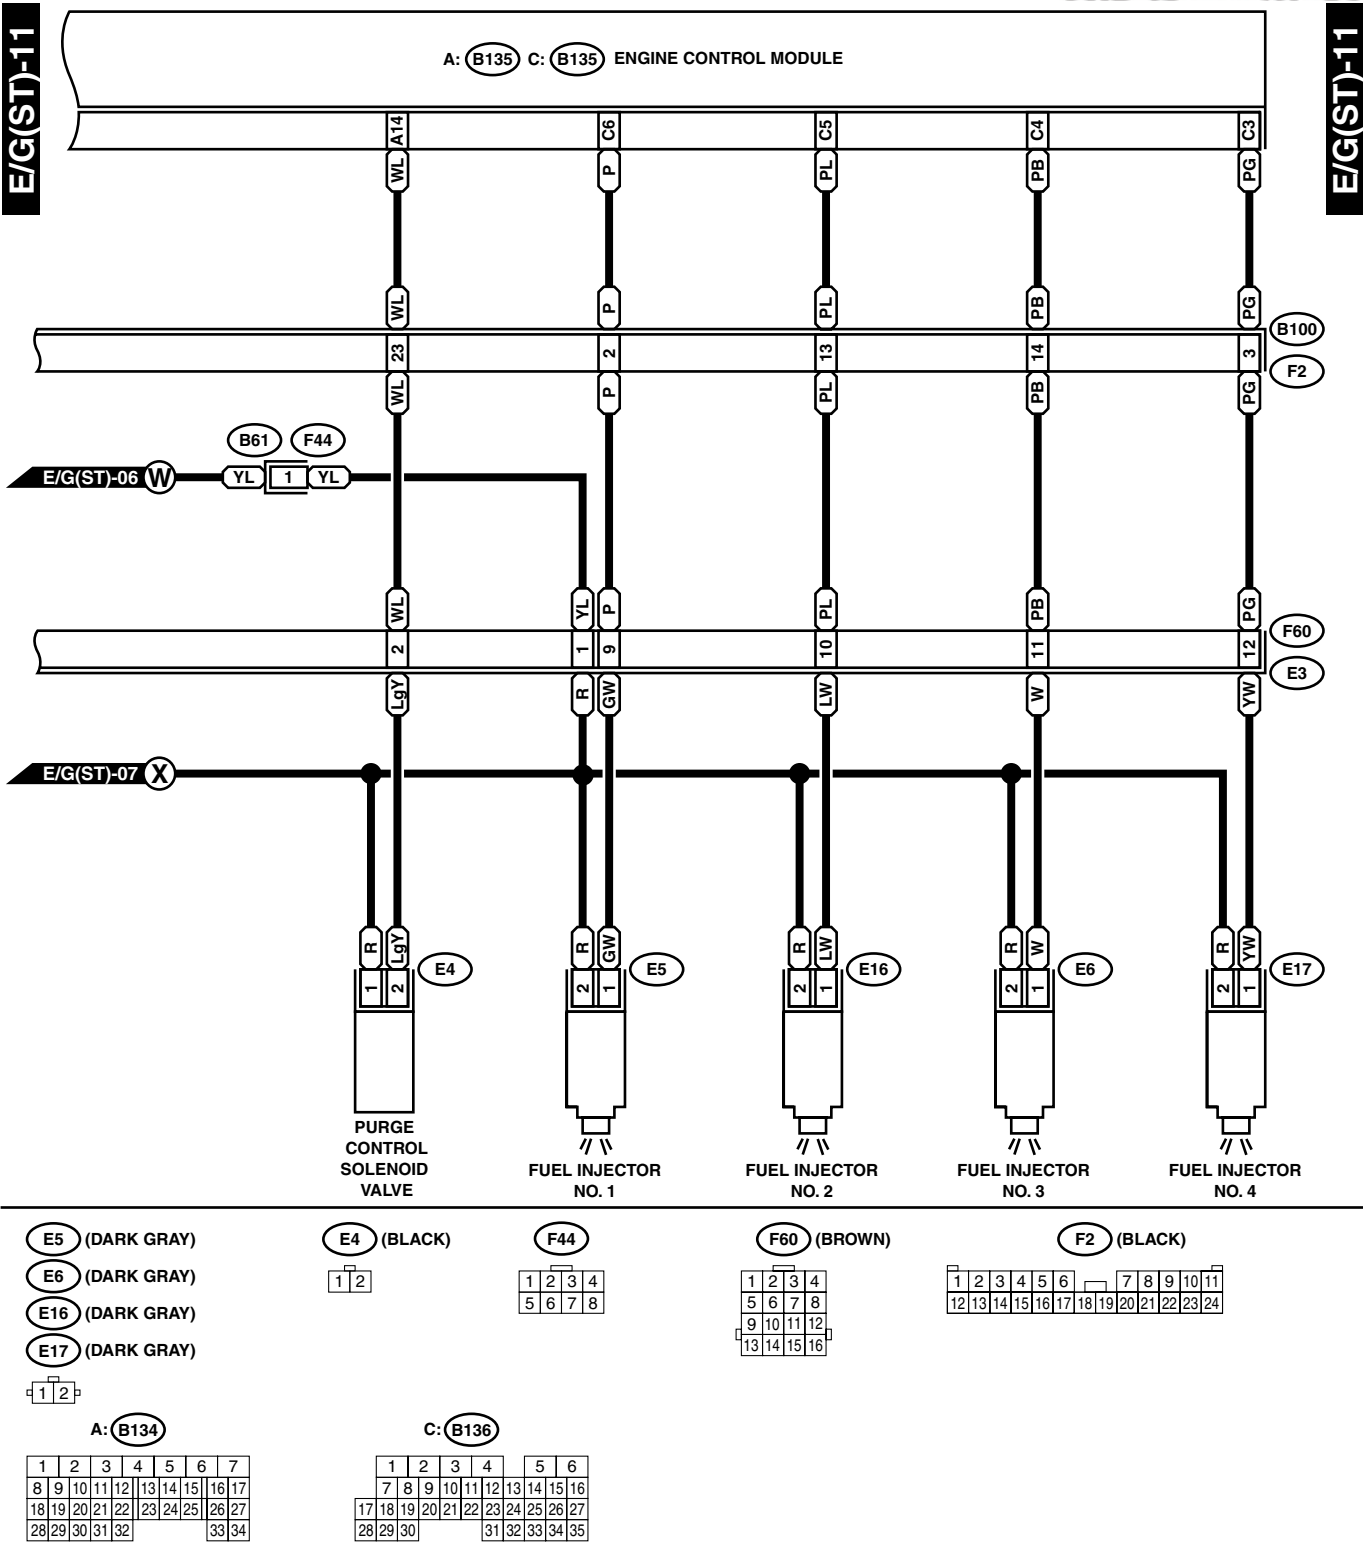 E/G(ST)-11
E/G(ST)-11
A: B135 C: B135 ENGINE CONTROL MODULE
A14 C6 C5 C4 C3
WL P PL PB PG
WL P PL PB PG
B100
23 2 13 14 3
F2
WL P PL PB PG
B61 F44
E/G(ST)-06 W YL 1 YL
WL YL P PL PB PG
F60
2 1 9 10 11 12
E3
LgY R GW LW W YW
E/G(ST)-07 X
R LgY R GW R LW R W R YW
E4 E5 E16 E6 E17
1 2 2 1 2 1 2 1 2 1
PURGE
CONTROL
SOLENOID
VALVE
FUEL INJECTOR
NO. 1
FUEL INJECTOR
NO. 2
FUEL INJECTOR
NO. 3
FUEL INJECTOR
NO. 4
E5 (DARK GRAY)
E6 (DARK GRAY)
E16 (DARK GRAY)
E17 (DARK GRAY)
1 2
E4 (BLACK)
1 2
F44
1 2 3 4
5 6 7 8
F60 (BROWN)
1 2 3 4
5 6 7 8
9 10 11 12
13 14 15 16
F2 (BLACK)
1 2 3 4 5 6 7 8 9 10 11
12 13 14 15 16 17 18 19 20 21 22 23 24
A: B134
1 2 3 4 5 6 7
8 9 10 11 12 13 14 15 16 17
18 19 20 21 22 23 24 25 26 27
28 29 30 31 32 33 34
C: B136
1 2 3 4 5 6
7 8 9 10 11 12 13 14 15 16
17 18 19 20 21 22 23 24 25 26 27
28 29 30 31 32 33 34 35